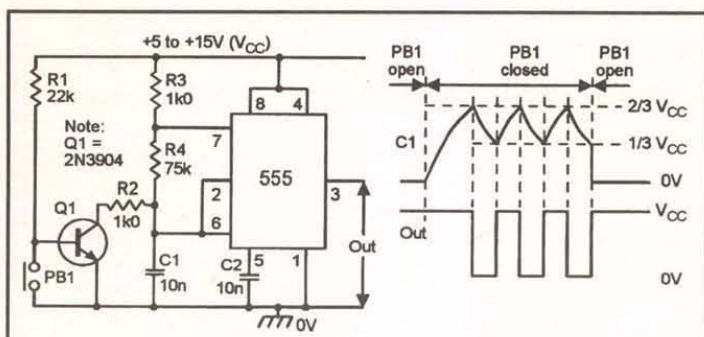 +5 to +15V (VCC)
R1
22k
R3
1k0
Note:
Q1 =
2N3904
R4
75k
R2
1k0
Q1
PB1
C1
10n
C2
10n
8
4
7
2
6
555
3
5
1
Out
0V
PB1
open
PB1
closed
PB1
open
C1
2/3 VCC
1/3 VCC
0V
VCC
Out
0V